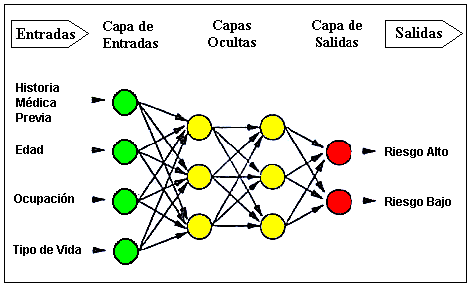 Entradas
Capa de
Entradas
Capas
Ocultas
Capa de
Salidas
Salidas
Historia
Médica
Previa
Edad
Ocupación
Tipo de Vida
Riesgo Alto
Riesgo Bajo